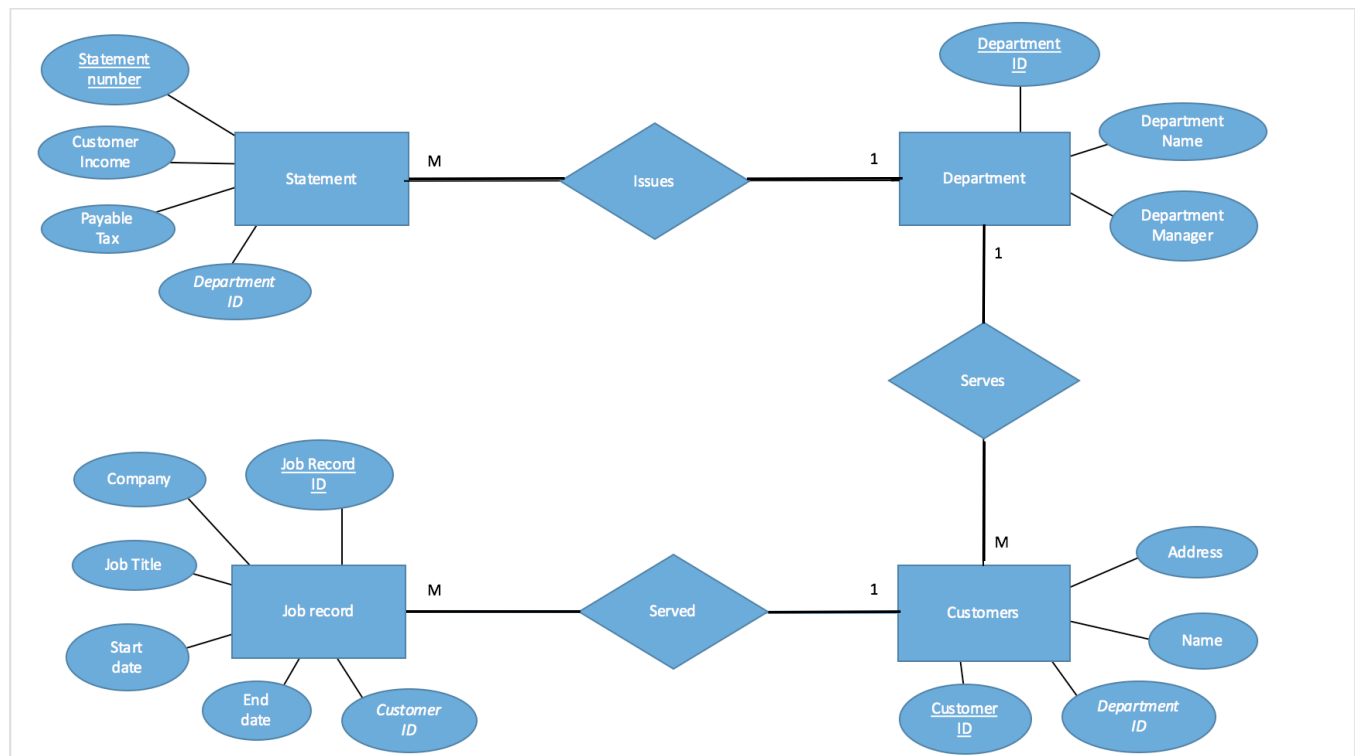 Statement
number
Customer
Income
Payable
Tax
Department
ID
Statement
M
Issues
1
Department
ID
Department
Name
Department
Manager
Department
1
Serves
M
Company
Job Record
ID
Job Title
Start
date
End
date
Customer
ID
Job record
M
Served
1
Customers
Address
Name
Customer
ID
Department
ID